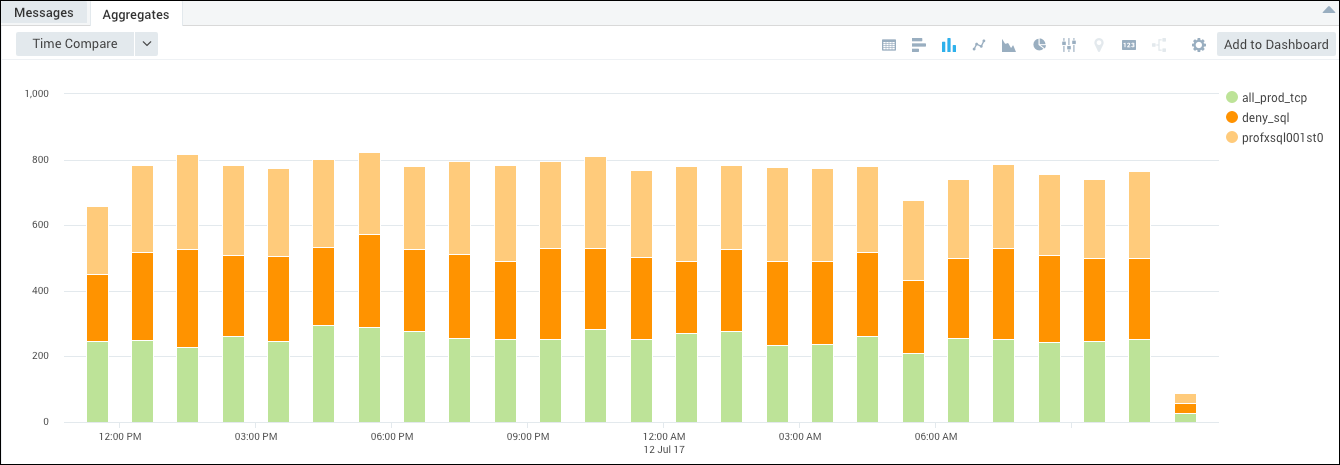 Messages
Aggregates
Time Compare
123
Add to Dashboard
1,000
800
600
400
200
0
12:00 PM
03:00 PM
06:00 PM
09:00 PM
12:00 AM
12 Jul 17
03:00 AM
06:00 AM
all_prod_tcp
deny_sql
profxsql001st0